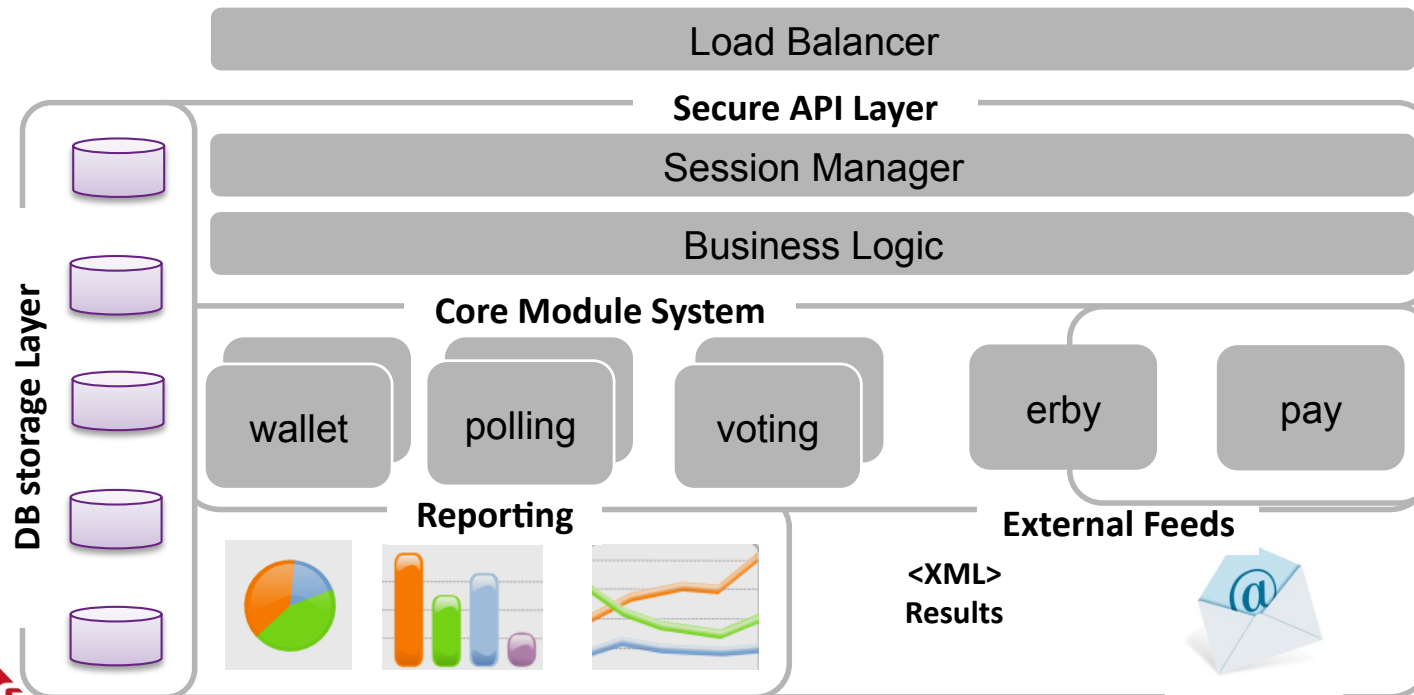 Load Balancer
Secure API Layer
Session Manager
Business Logic
DB storage Layer
Core Module System
wallet
polling
voting
erby
pay
Reporting
External Feeds
<XML>
Results
@